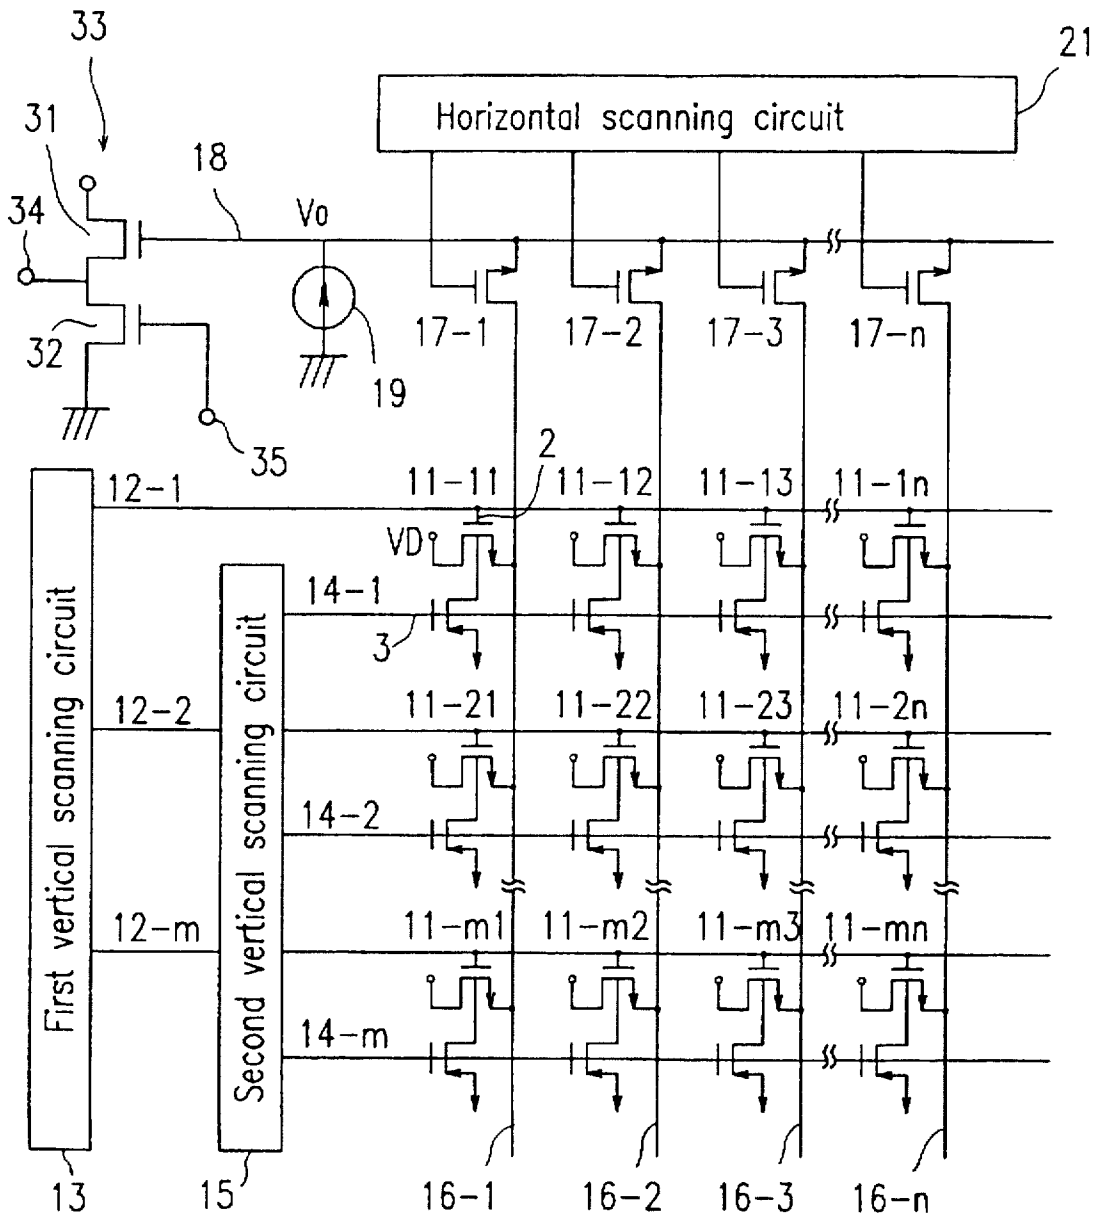 33
21
31
Horizontal scanning circuit
34
18
Vo
32
19
17-1 17-2 17-3 17-n
35
2
12-1
11-11 11-12 11-13 11-1n
VD
14-1
3
First vertical scanning circuit
Second vertical scanning circuit
12-2
11-21 11-22 11-23 11-2n
14-2
12-m
11-m1 11-m2 11-m3 11-mn
14-m
13
15
16-1 16-2 16-3 16-n